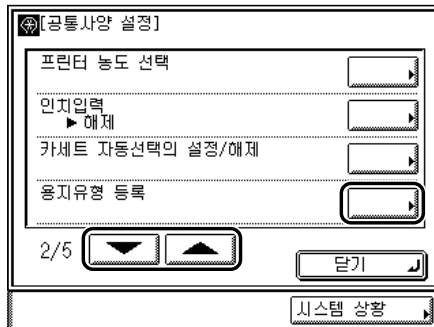 [공통사양 설정]
프린터 농도 선택
인치입력
▶ 해제
카세트 자동선택의 설정/해제
용지유형 등록
2/5
닫기
시스템 상황